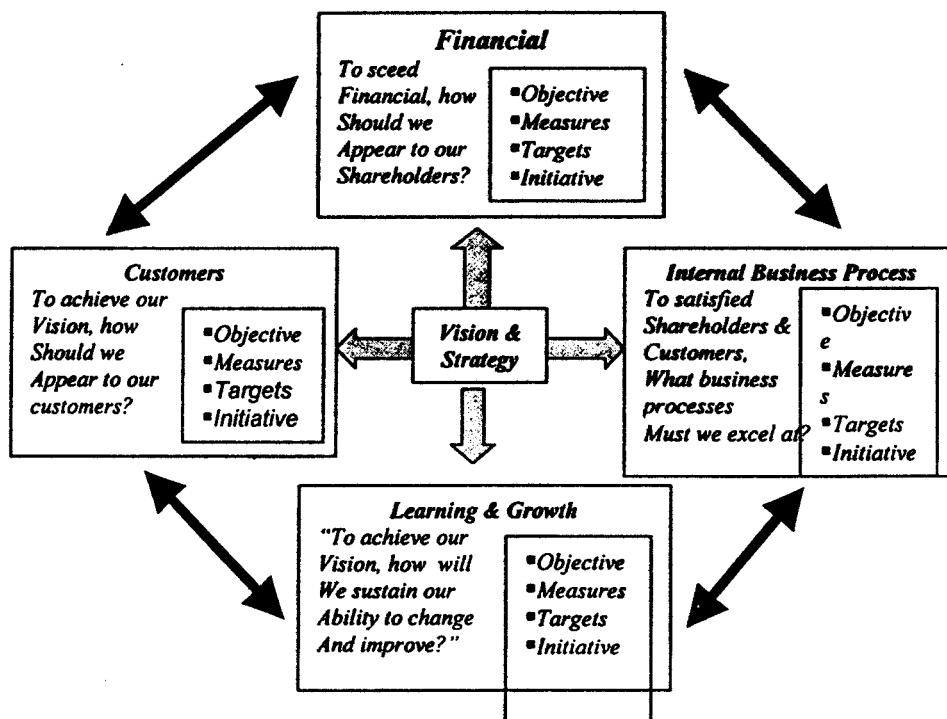 Financial
To sceed
Financial, how
Should we
Appear to our
Shareholders?
▪Objective
▪Measures
▪Targets
▪Initiative
Customers
To achieve our
Vision, how
Should we
Appear to our
customers?
▪Objective
▪Measures
▪Targets
▪Initiative
Vision &
Strategy
Internal Business Process
To satisfied
Shareholders &
Customers,
What business
processes
Must we excel at?
▪Objectiv
e
▪Measure
s
▪Targets
▪Initiative
Learning & Growth
“To achieve our
Vision, how will
We sustain our
Ability to change
And improve?”
▪Objective
▪Measures
▪Targets
▪Initiative